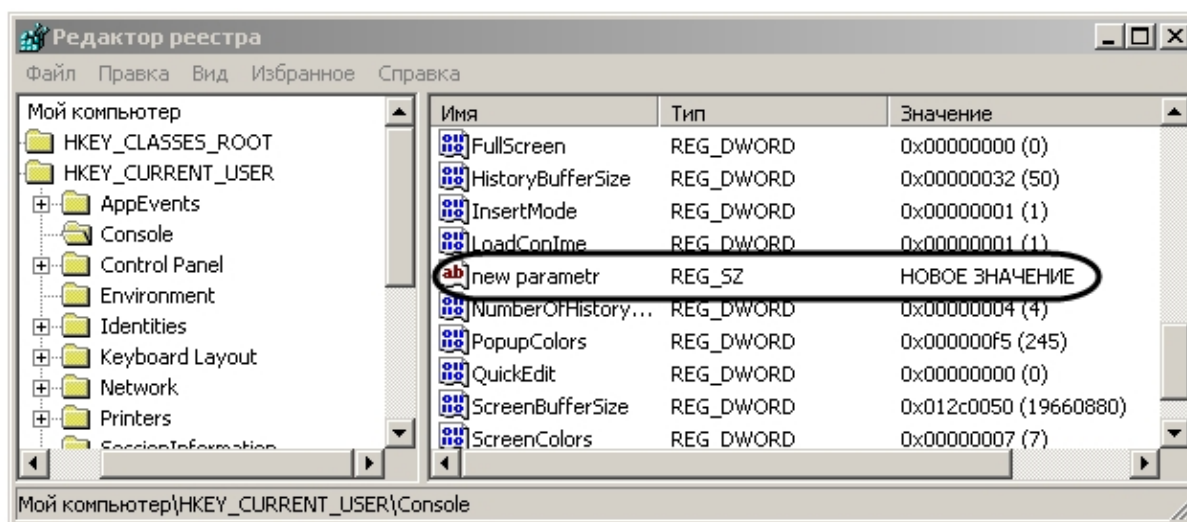 Редактор реестра
Файл Правка Вид Избранное Справка
Мой компьютер
HKEY_CLASSES_ROOT
HKEY_CURRENT_USER
AppEvents
Console
Control Panel
Environment
Identities
Keyboard Layout
Network
Printers
SessionInformation
Имя Тип Значение
FullScreen REG_DWORD 0x00000000 (0)
HistoryBufferSize REG_DWORD 0x00000032 (50)
InsertMode REG_DWORD 0x00000001 (1)
LoadConIme REG_DWORD 0x00000001 (1)
new parametr REG_SZ НОВОЕ ЗНАЧЕНИЕ
NumberOfHistory... REG_DWORD 0x00000004 (4)
PopupColors REG_DWORD 0x000000f5 (245)
QuickEdit REG_DWORD 0x00000000 (0)
ScreenBufferSize REG_DWORD 0x012c0050 (19660880)
ScreenColors REG_DWORD 0x00000007 (7)
Мой компьютер\HKEY_CURRENT_USER\Console